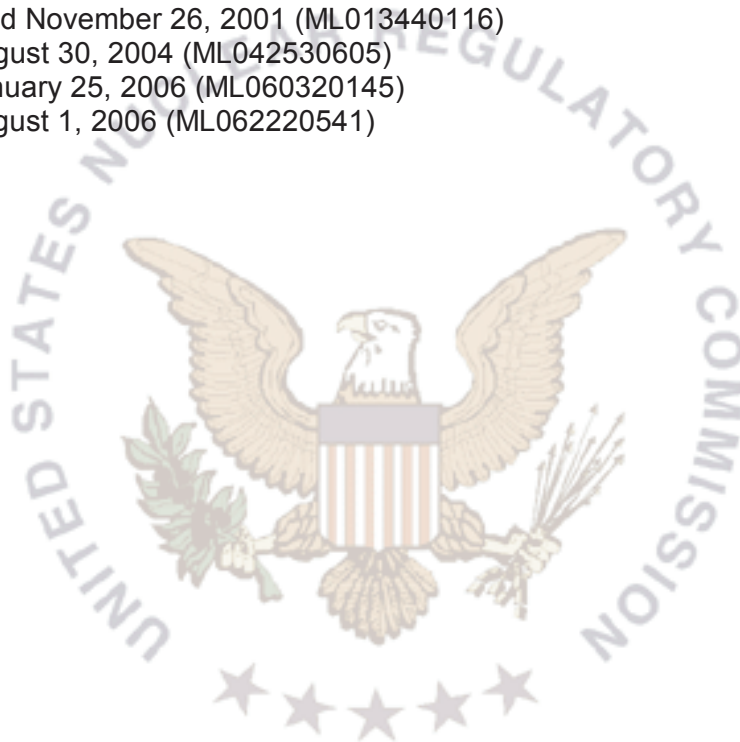 d November 26, 2001 (ML013440116)
gust 30, 2004 (ML042530605)
nuary 25, 2006 (ML060320145)
gust 1, 2006 (ML062220541)
UNITED STATES NUCLEAR REGULATORY COMMISSION